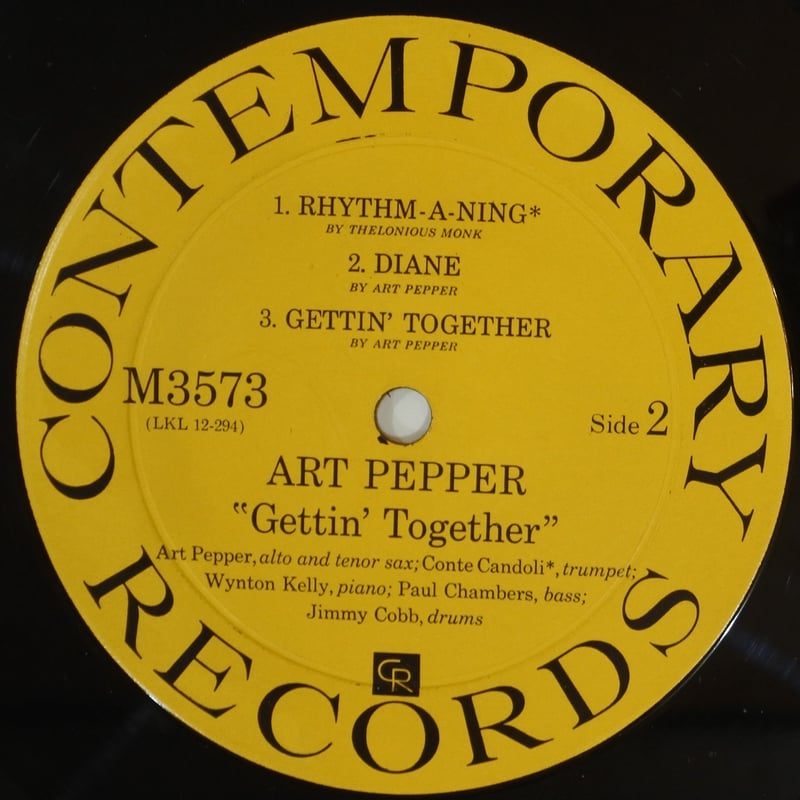 CONTEMPORARY
1. RHYTHM-A-NING*
BY THELONIOUS MONK
2. DIANE
BY ART PEPPER
3. GETTIN' TOGETHER
BY ART PEPPER
M3573
(LKL 12-294)
Side 2
ART PEPPER
“Gettin' Together”
Art Pepper, alto and tenor sax; Conte Candoli*, trumpet;
Wynton Kelly, piano; Paul Chambers, bass;
Jimmy Cobb, drums
CR
RECORDS